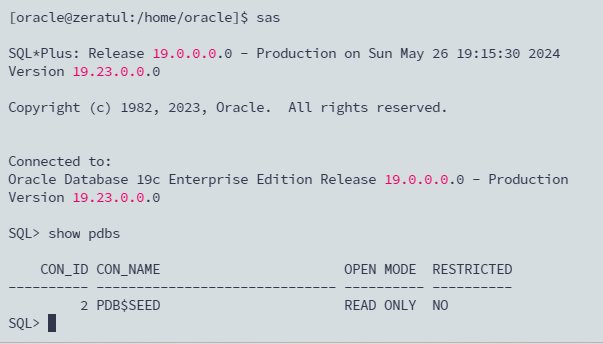 [oracle@zeratul:/home/oracle]$ sas
SQL*Plus: Release 19.0.0.0.0 - Production on Sun May 26 19:15:30 2024
Version 19.23.0.0.0
Copyright (c) 1982, 2023, Oracle.  All rights reserved.
Connected to:
Oracle Database 19c Enterprise Edition Release 19.0.0.0.0 - Production
Version 19.23.0.0.0
SQL> show pdbs
    CON_ID CON_NAME                       OPEN MODE  RESTRICTED
---------- ------------------------------ ---------- ----------
         2 PDB$SEED                       READ ONLY  NO
SQL>